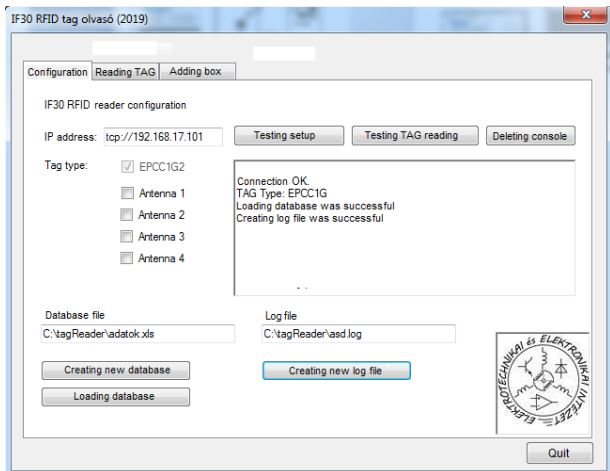 IF30 RFID tag olvasó (2019)
Configuration Reading TAG Adding box
IF30 RFID reader configuration
IP address: tcp://192.168.17.101 Testing setup Testing TAG reading Deleting console
Tag type: EPCC1G2
Antenna 1
Antenna 2
Antenna 3
Antenna 4
Connection OK.
TAG Type: EPCC1G
Loading database was successful
Creating log file was successful
Database file Log file
C:\tagReader\adatok.xls C:\tagReader\asd.log
Creating new database Creating new log file
Loading database
ELEKTROTECHNIKAI és ELEKTRONIKAI INTÉZET
Quit